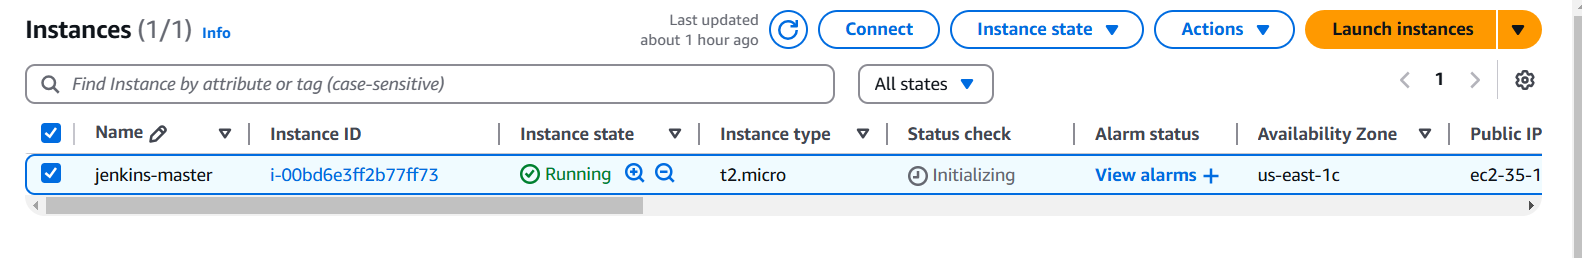 Instances (1/1) Info
Last updated
about 1 hour ago
Connect
Instance state
Actions
Launch instances
Find Instance by attribute or tag (case-sensitive)
All states
1
Name Instance ID Instance state Instance type Status check Alarm status Availability Zone Public IP
jenkins-master i-00bd6e3ff2b77ff73 Running t2.micro Initializing View alarms + us-east-1c ec2-35-1